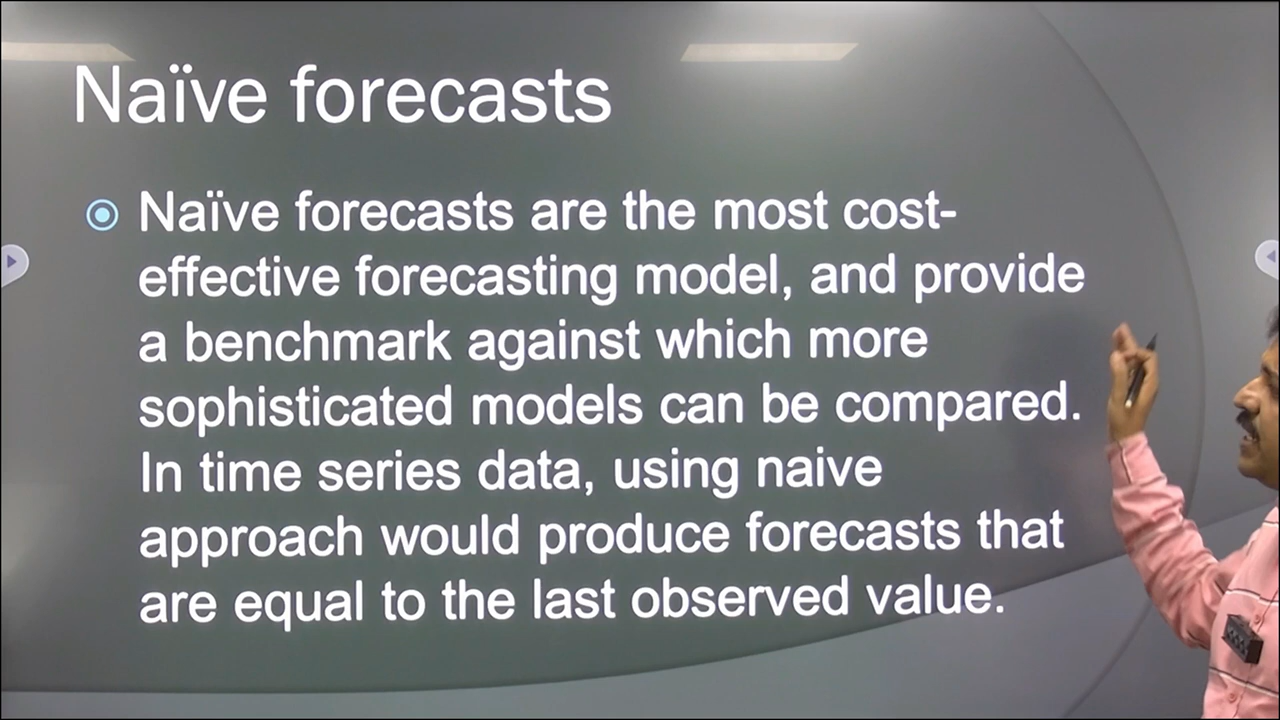 Naïve forecasts
Naïve forecasts are the most cost-
effective forecasting model, and provide
a benchmark against which more
sophisticated models can be compared.
In time series data, using naive
approach would produce forecasts that
are equal to the last observed value.